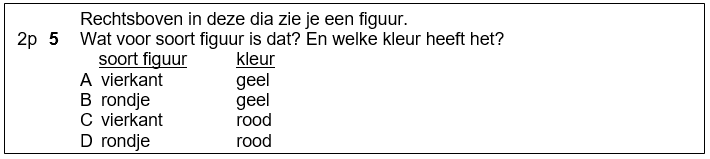 Rechtsboven in deze dia zie je een figuur.
2p 5 Wat voor soort figuur is dat? En welke kleur heeft het?
soort figuur kleur
A vierkant geel
B rondje geel
C vierkant rood
D rondje rood